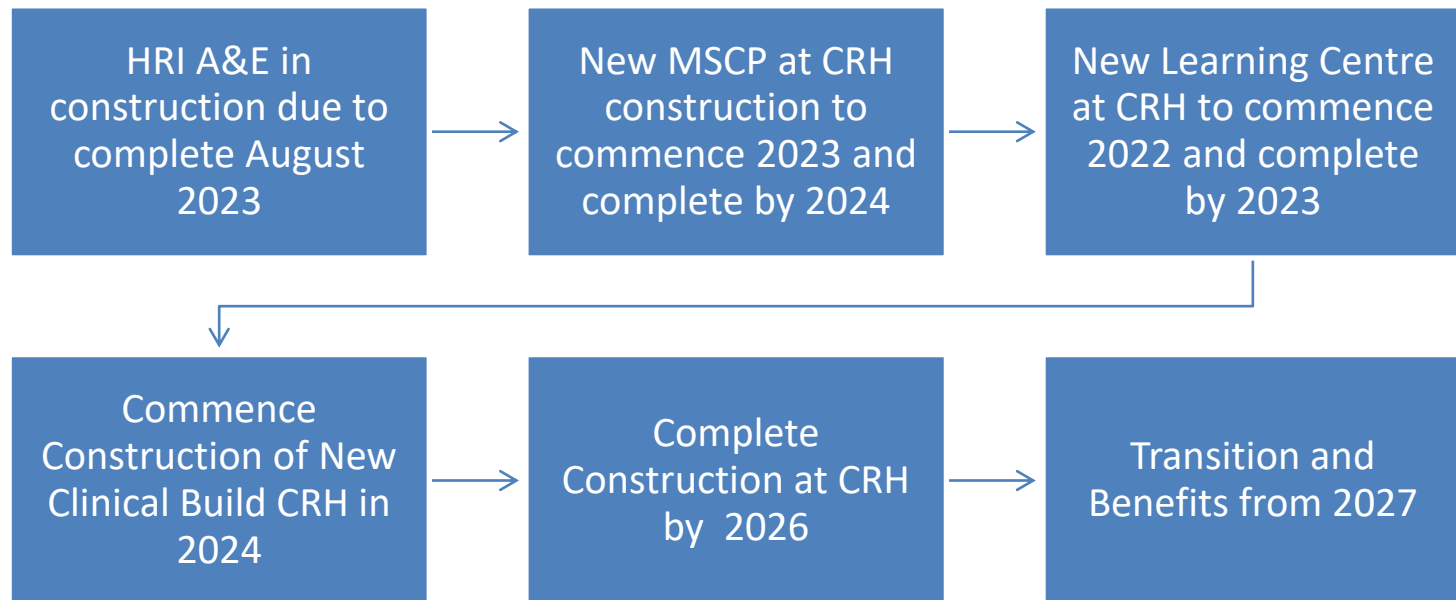 HRI A&E in
construction due to
complete August
2023
New MSCP at CRH
construction to
commence 2023 and
complete by 2024
New Learning Centre
at CRH to commence
2022 and complete
by 2023
Commence
Construction of New
Clinical Build CRH in
2024
Complete
Construction at CRH
by  2026
Transition and
Benefits from 2027